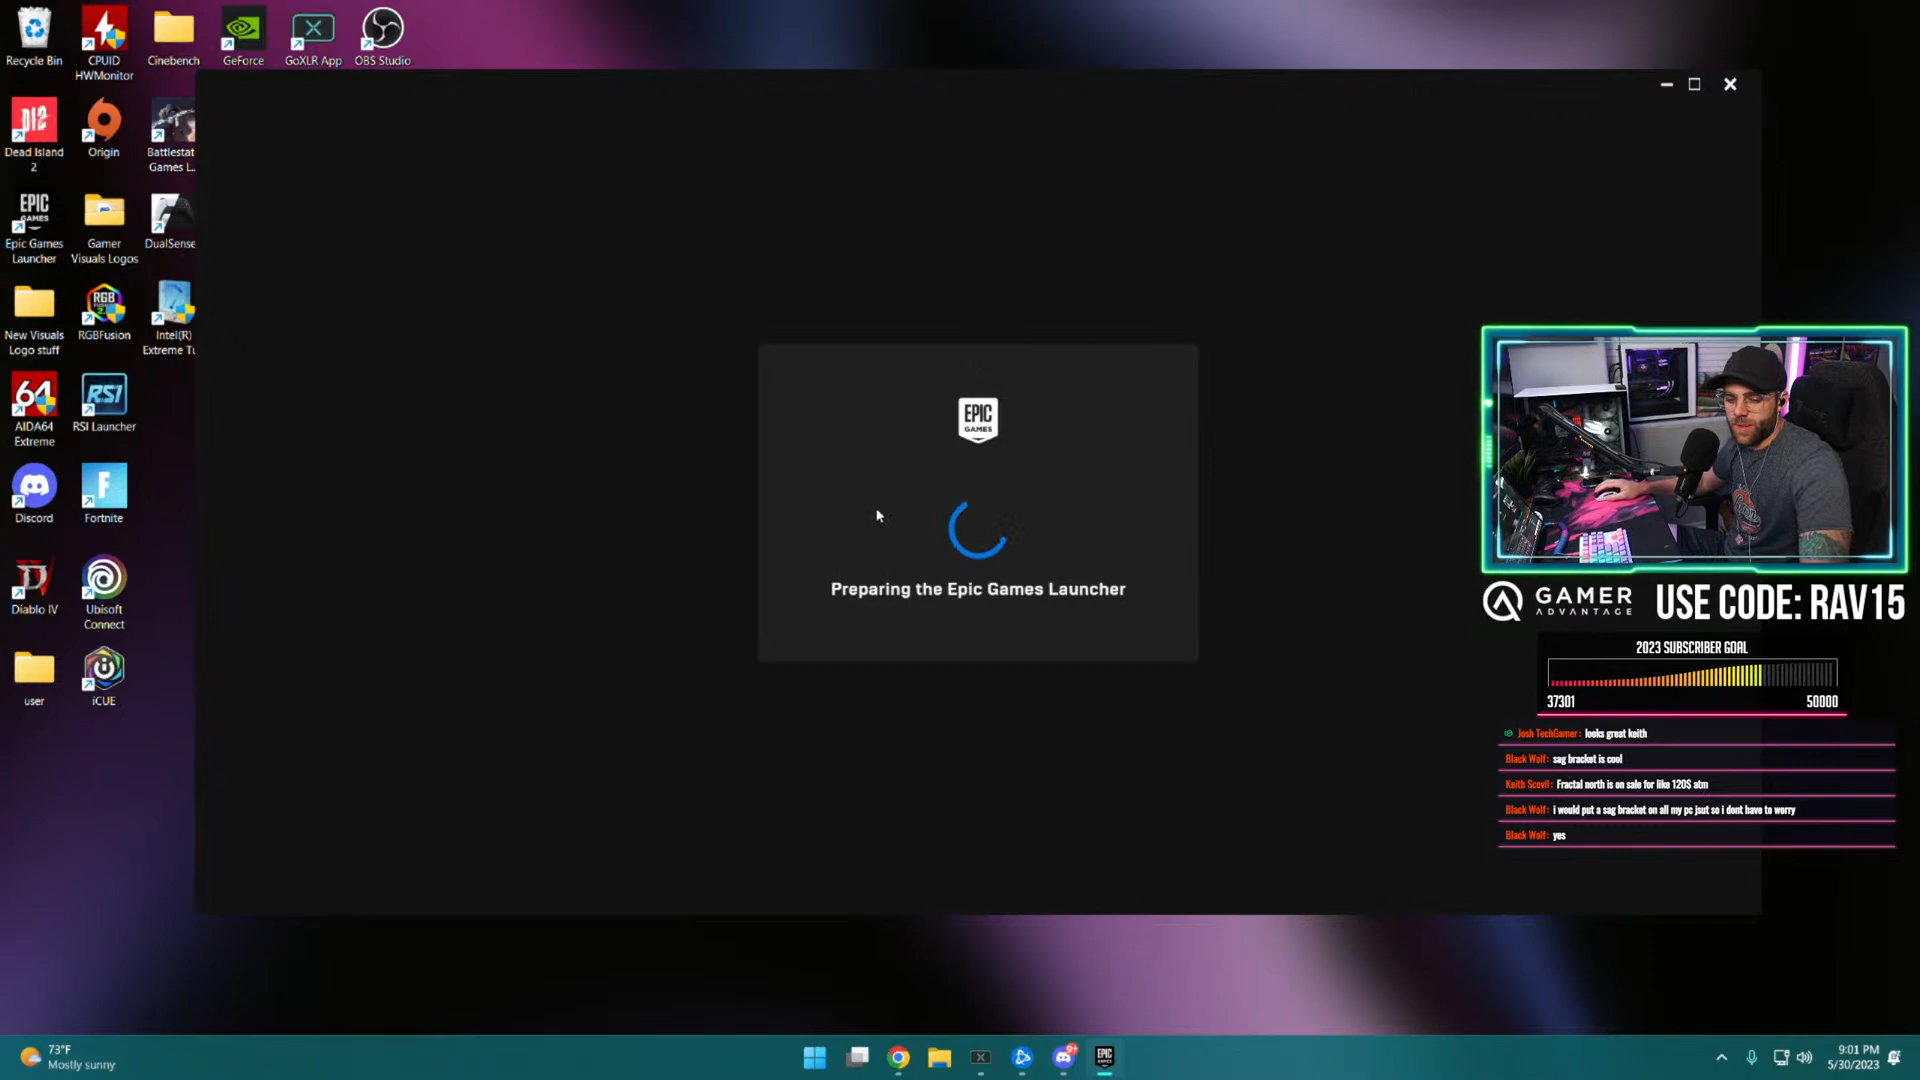 Recycle Bin
CPUID
HWMonitor
Cinebench
GeForce
GoXLR App
OBS Studio
Dead Island
2
Origin
Battlestat
Games L...
EPIC
GAMES
Epic Games
Launcher
Gamer
Visuals Logos
DualSense
New Visuals
Logo stuff
RGB
RGBFusion
Intel(R)
Extreme Tu
64
AIDA64
Extreme
RSI
RSI Launcher
Discord
F
Fortnite
Diablo IV
Ubisoft
Connect
user
iCUE
EPIC
GAMES
Preparing the Epic Games Launcher
GAMER
ADVANTAGE
USE CODE: RAV15
2023 SUBSCRIBER GOAL
37301
50000
Josh TechGamer: looks great keith
Black Wolf: sag bracket is cool
Keith Scovil: Fractal north is on sale for like 120$ atm
Black Wolf: i would put a sag bracket on all my pc jsut so i dont have to worry
Black Wolf: yes
73°F
Mostly sunny
9+
EPIC
GAMES
9:01 PM
5/30/2023